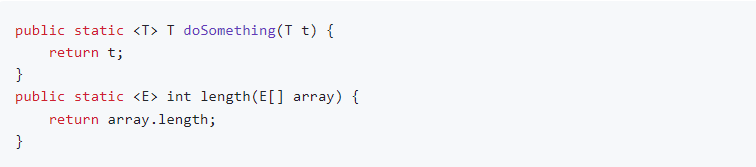 public static <T> T doSomething(T t) {
    return t;
}
public static <E> int length(E[] array) {
    return array.length;
}